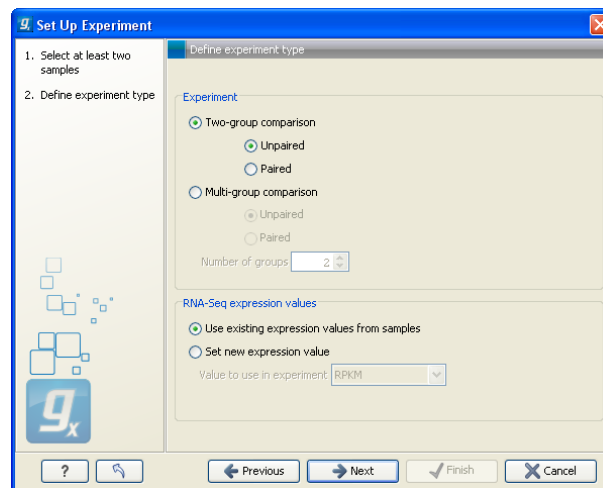 Set Up Experiment
1. Select at least two
samples
2. Define experiment type
Define experiment type
Experiment
Two-group comparison
Unpaired
Paired
Multi-group comparison
Unpaired
Paired
Number of groups 2
RNA-Seq expression values
Use existing expression values from samples
Set new expression value
Value to use in experiment RPKM
gx
? Previous Next Finish Cancel